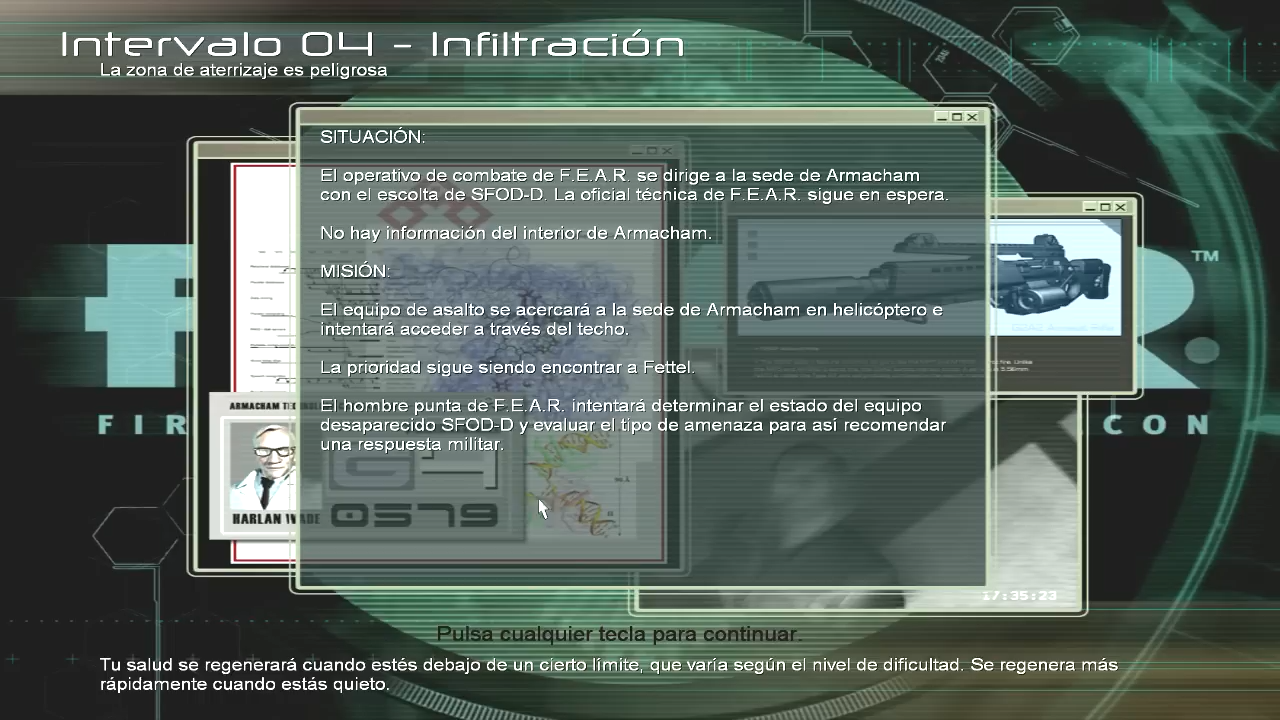 Intervalo 04 - Infiltración
La zona de aterrizaje es peligrosa
SITUACIÓN:
El operativo de combate de F.E.A.R. se dirige a la sede de Armacham
con el escolta de SFOD-D. La oficial técnica de F.E.A.R. sigue en espera.
No hay información del interior de Armacham.
MISIÓN:
El equipo de asalto se acercará a la sede de Armacham en helicóptero e
intentará acceder a través del techo.
La prioridad sigue siendo encontrar a Fettel.
El hombre punta de F.E.A.R. intentará determinar el estado del equipo
desaparecido SFOD-D y evaluar el tipo de amenaza para asi recomendar
una respuesta militar.
TM
FIR
CON
ARMACHAM
HARLAN WADE
G4
0579
17:35:23
Pulsa cualquier tecla para continuar.
Tu salud se regenerará cuando estés debajo de un cierto límite, que varía según el nivel de dificultad. Se regenera más
rápidamente cuando estás quieto.